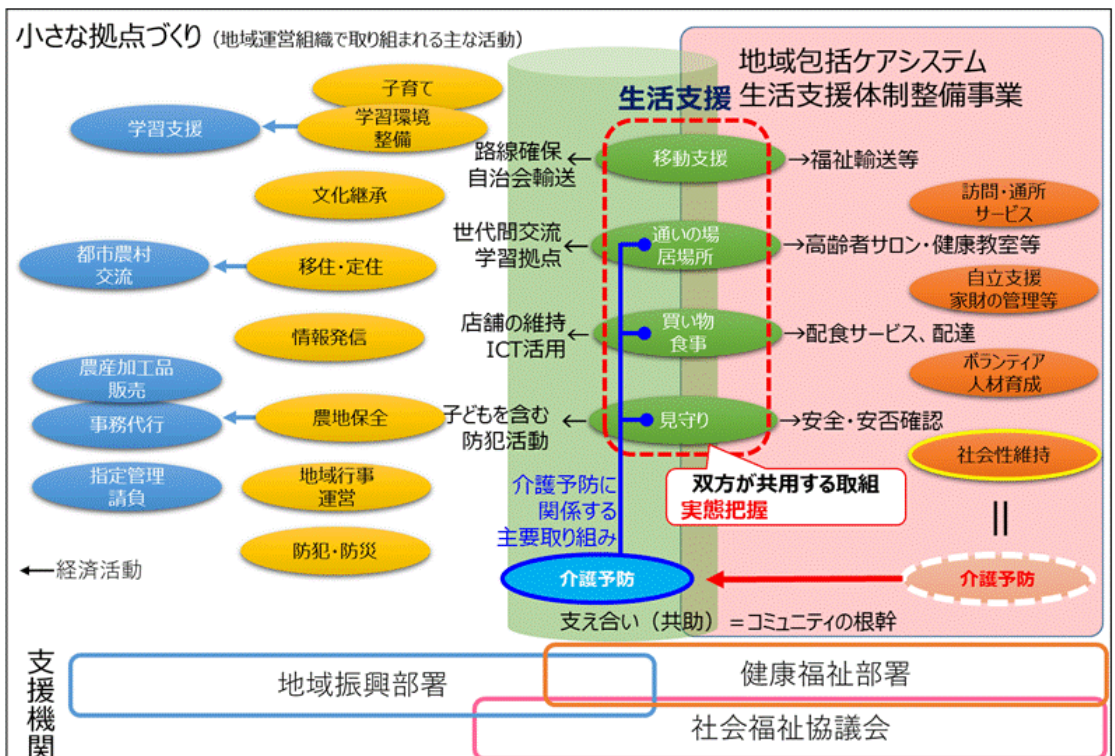 小さな拠点づくり（地域運営組織で取り組まれる主な活動）
子育て
学習環境
整備
学習支援
文化継承
都市農村
交流
移住・定住
情報発信
農産加工品
販売
事務代行
農地保全
指定管理
請負
地域行事
運営
防犯・防災
←経済活動
生活支援
地域包括ケアシステム
生活支援体制整備事業
路線確保
自治会輸送
←
移動支援
→福祉輸送等
世代間交流
学習拠点
←
通いの場
居場所
→高齢者サロン・健康教室等
店舗の維持
ICT活用
←
買い物
食事
→配食サービス、配達
子どもを含む
防犯活動
←
見守り
→安全・安否確認
訪問・通所
サービス
自立支援
家財の管理等
ボランティア
人材育成
社会性維持
＝
介護予防
双方が共用する取組
実態把握
介護予防に
関係する
主要取り組み
介護予防
支え合い（共助）＝コミュニティの根幹
支援機関
地域振興部署
健康福祉部署
社会福祉協議会